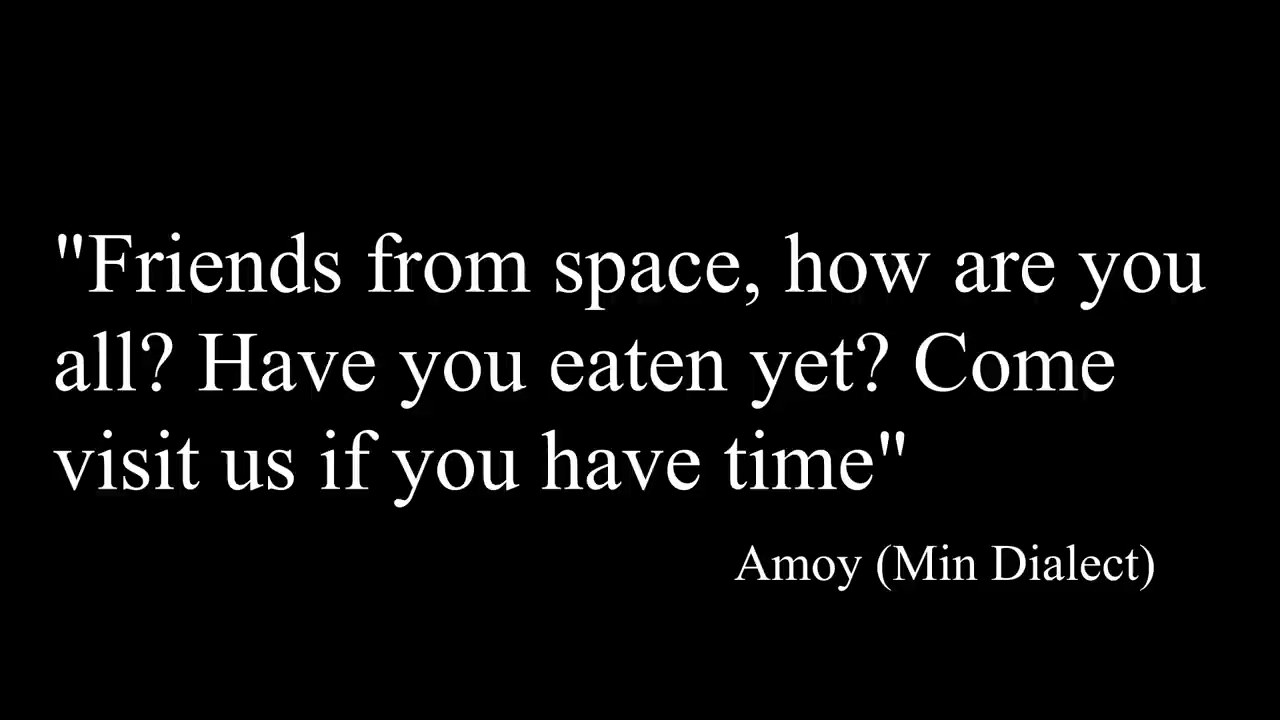 "Friends from space, how are you
all? Have you eaten yet? Come
visit us if you have time"
Amoy (Min Dialect)